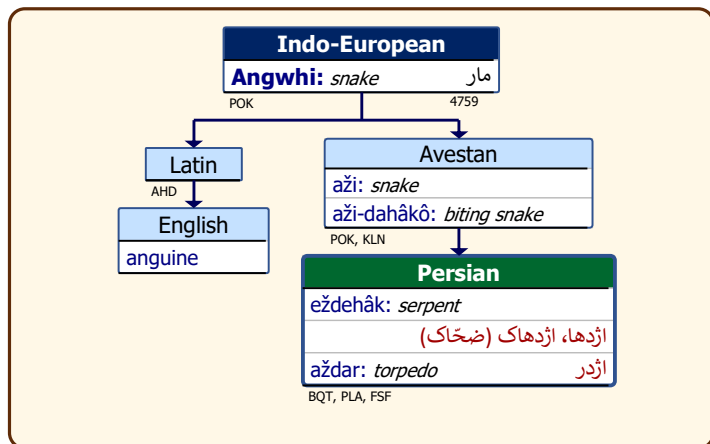 Indo-European
Angwhi: snake مار
POK 4759
Latin
AHD
English
anguine
Avestan
aži: snake
aži-dahâkô: biting snake
POK, KLN
Persian
eždehâk: serpent
اژدها، اژدهاک (ضحّاک)
aždar: torpedo اژدر
BQT, PLA, FSF